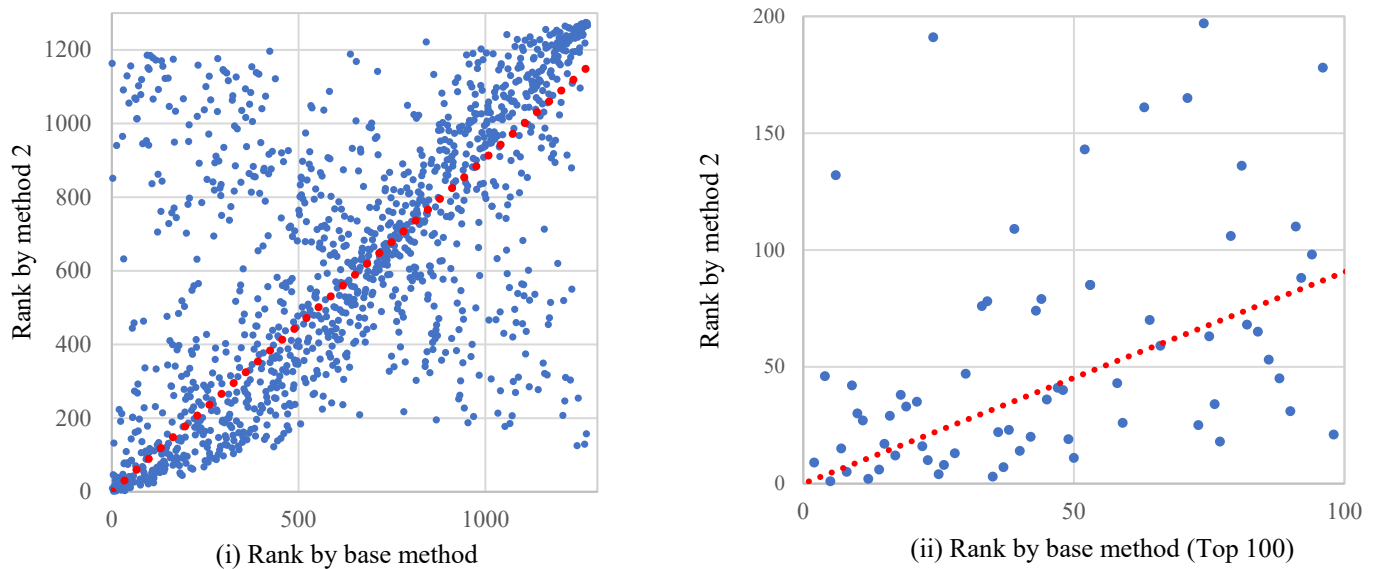 Rank by method 2
1200
1000
800
600
400
200
0
0 500 1000
(i) Rank by base method
Rank by method 2
200
150
100
50
0
0 50 100
(ii) Rank by base method (Top 100)